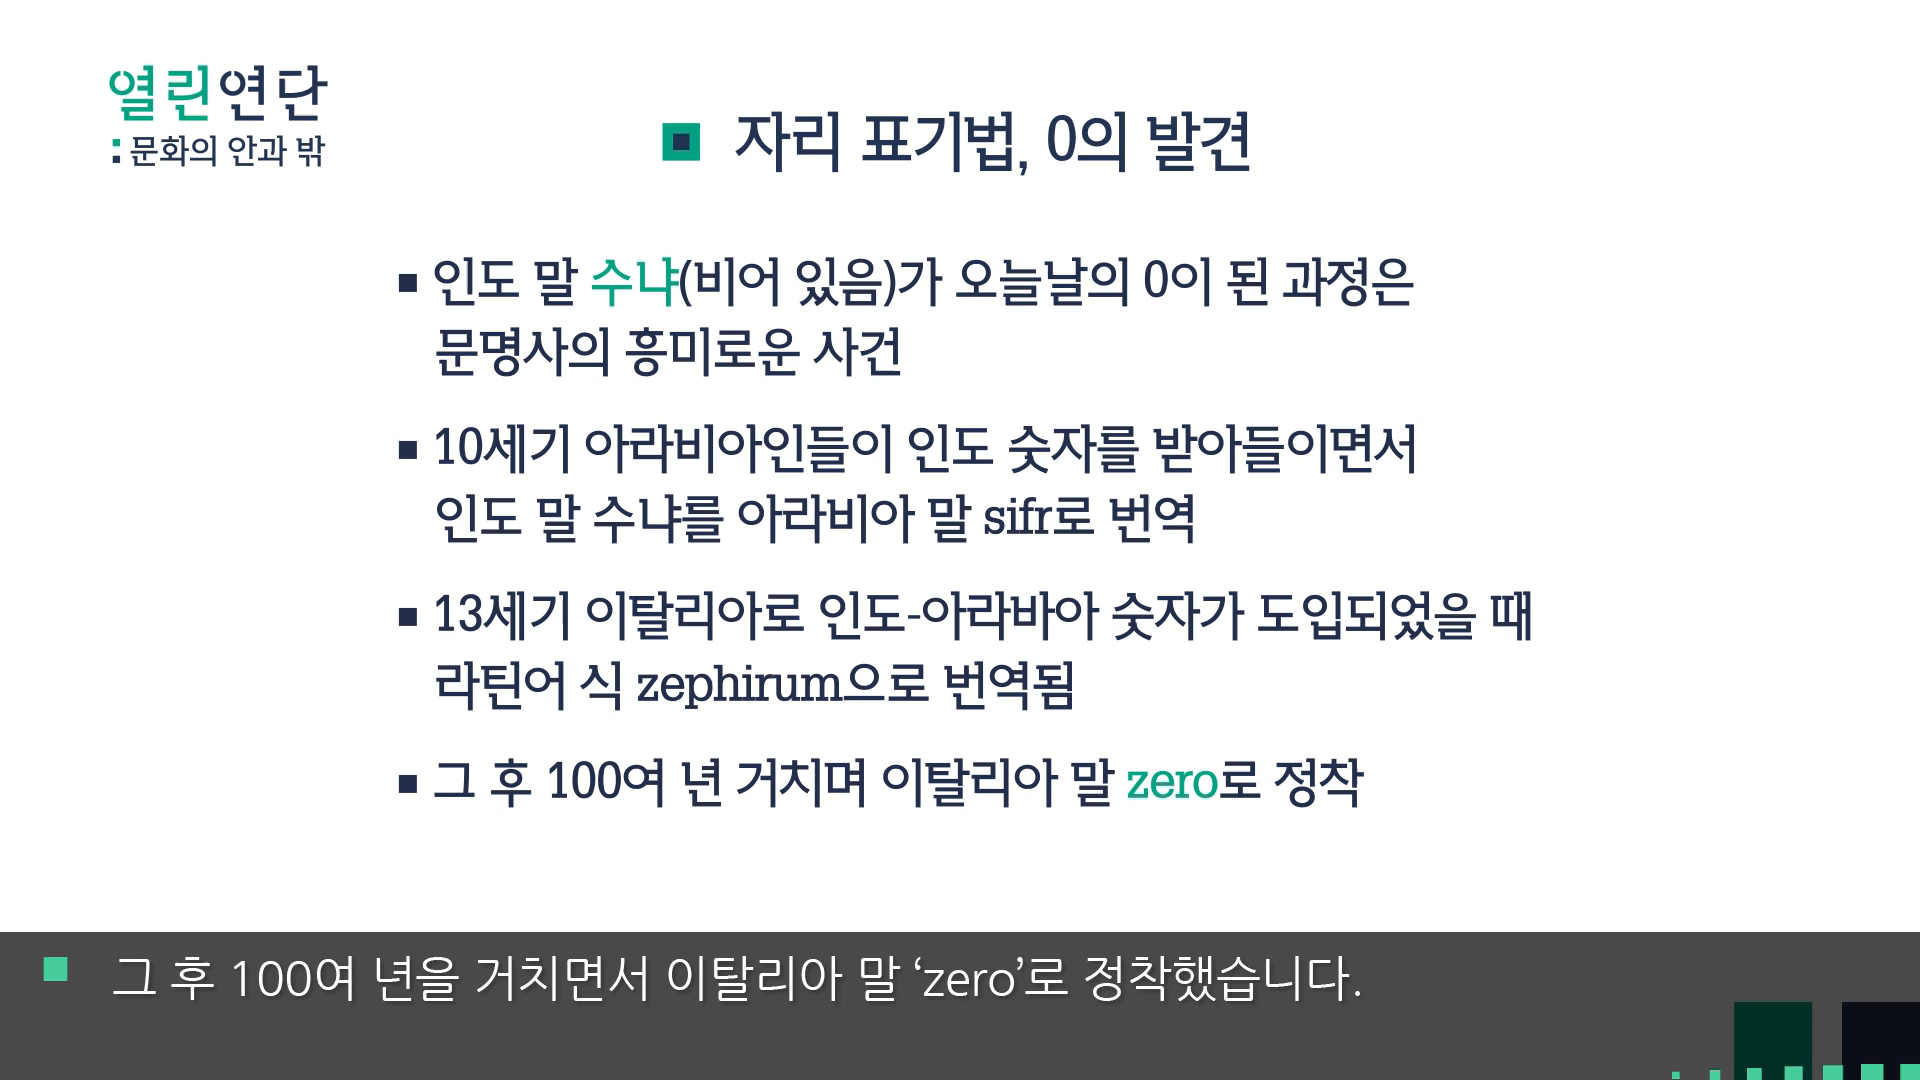 열린연단
:문화의 안과 밖
자리 표기법, 0의 발견
인도 말 수냐(비어 있음)가 오늘날의 0이 된 과정은
문명사의 흥미로운 사건
10세기 아라비아인들이 인도 숫자를 받아들이면서
인도 말 수냐를 아라비아 말 sifr로 번역
13세기 이탈리아로 인도-아라바아 숫자가 도입되었을 때
라틴어 식 zephirum으로 번역됨
그 후 100여 년 거치며 이탈리아 말 zero로 정착
그 후 100여 년을 거치면서 이탈리아 말 ‘zero’로 정착했습니다.